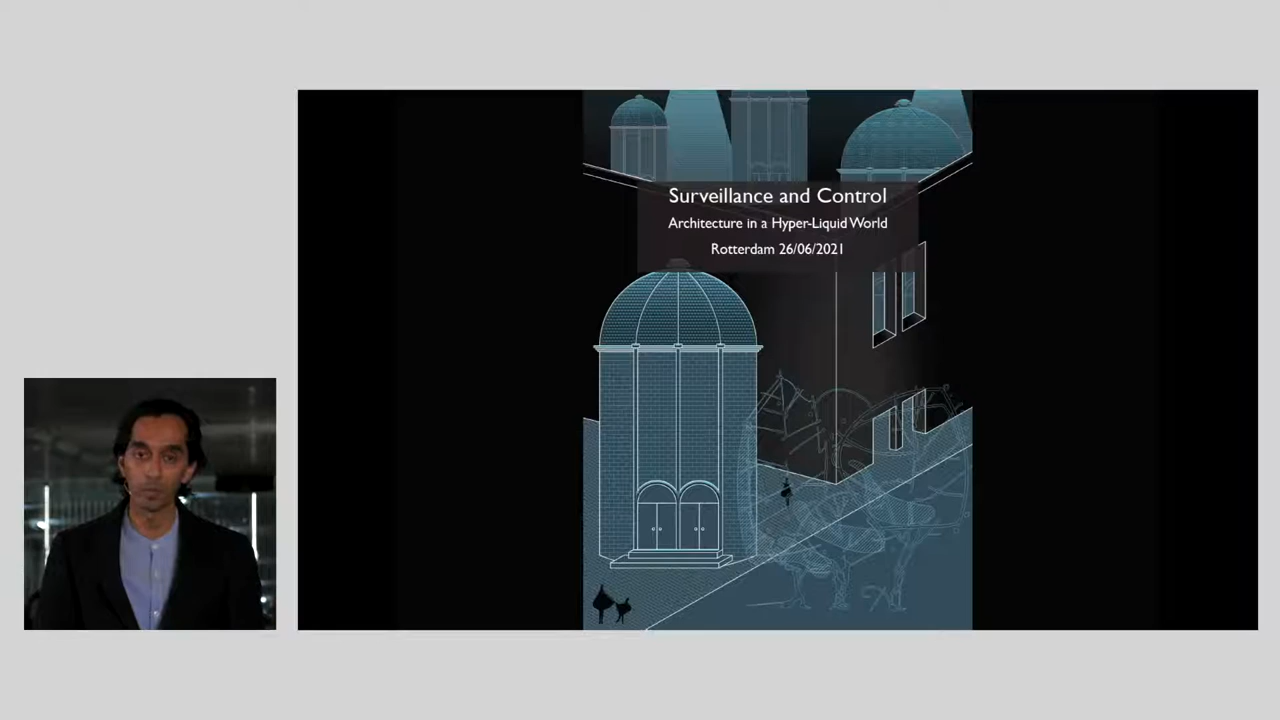 Surveillance and Control
Architecture in a Hyper-Liquid World
Rotterdam 26/06/2021